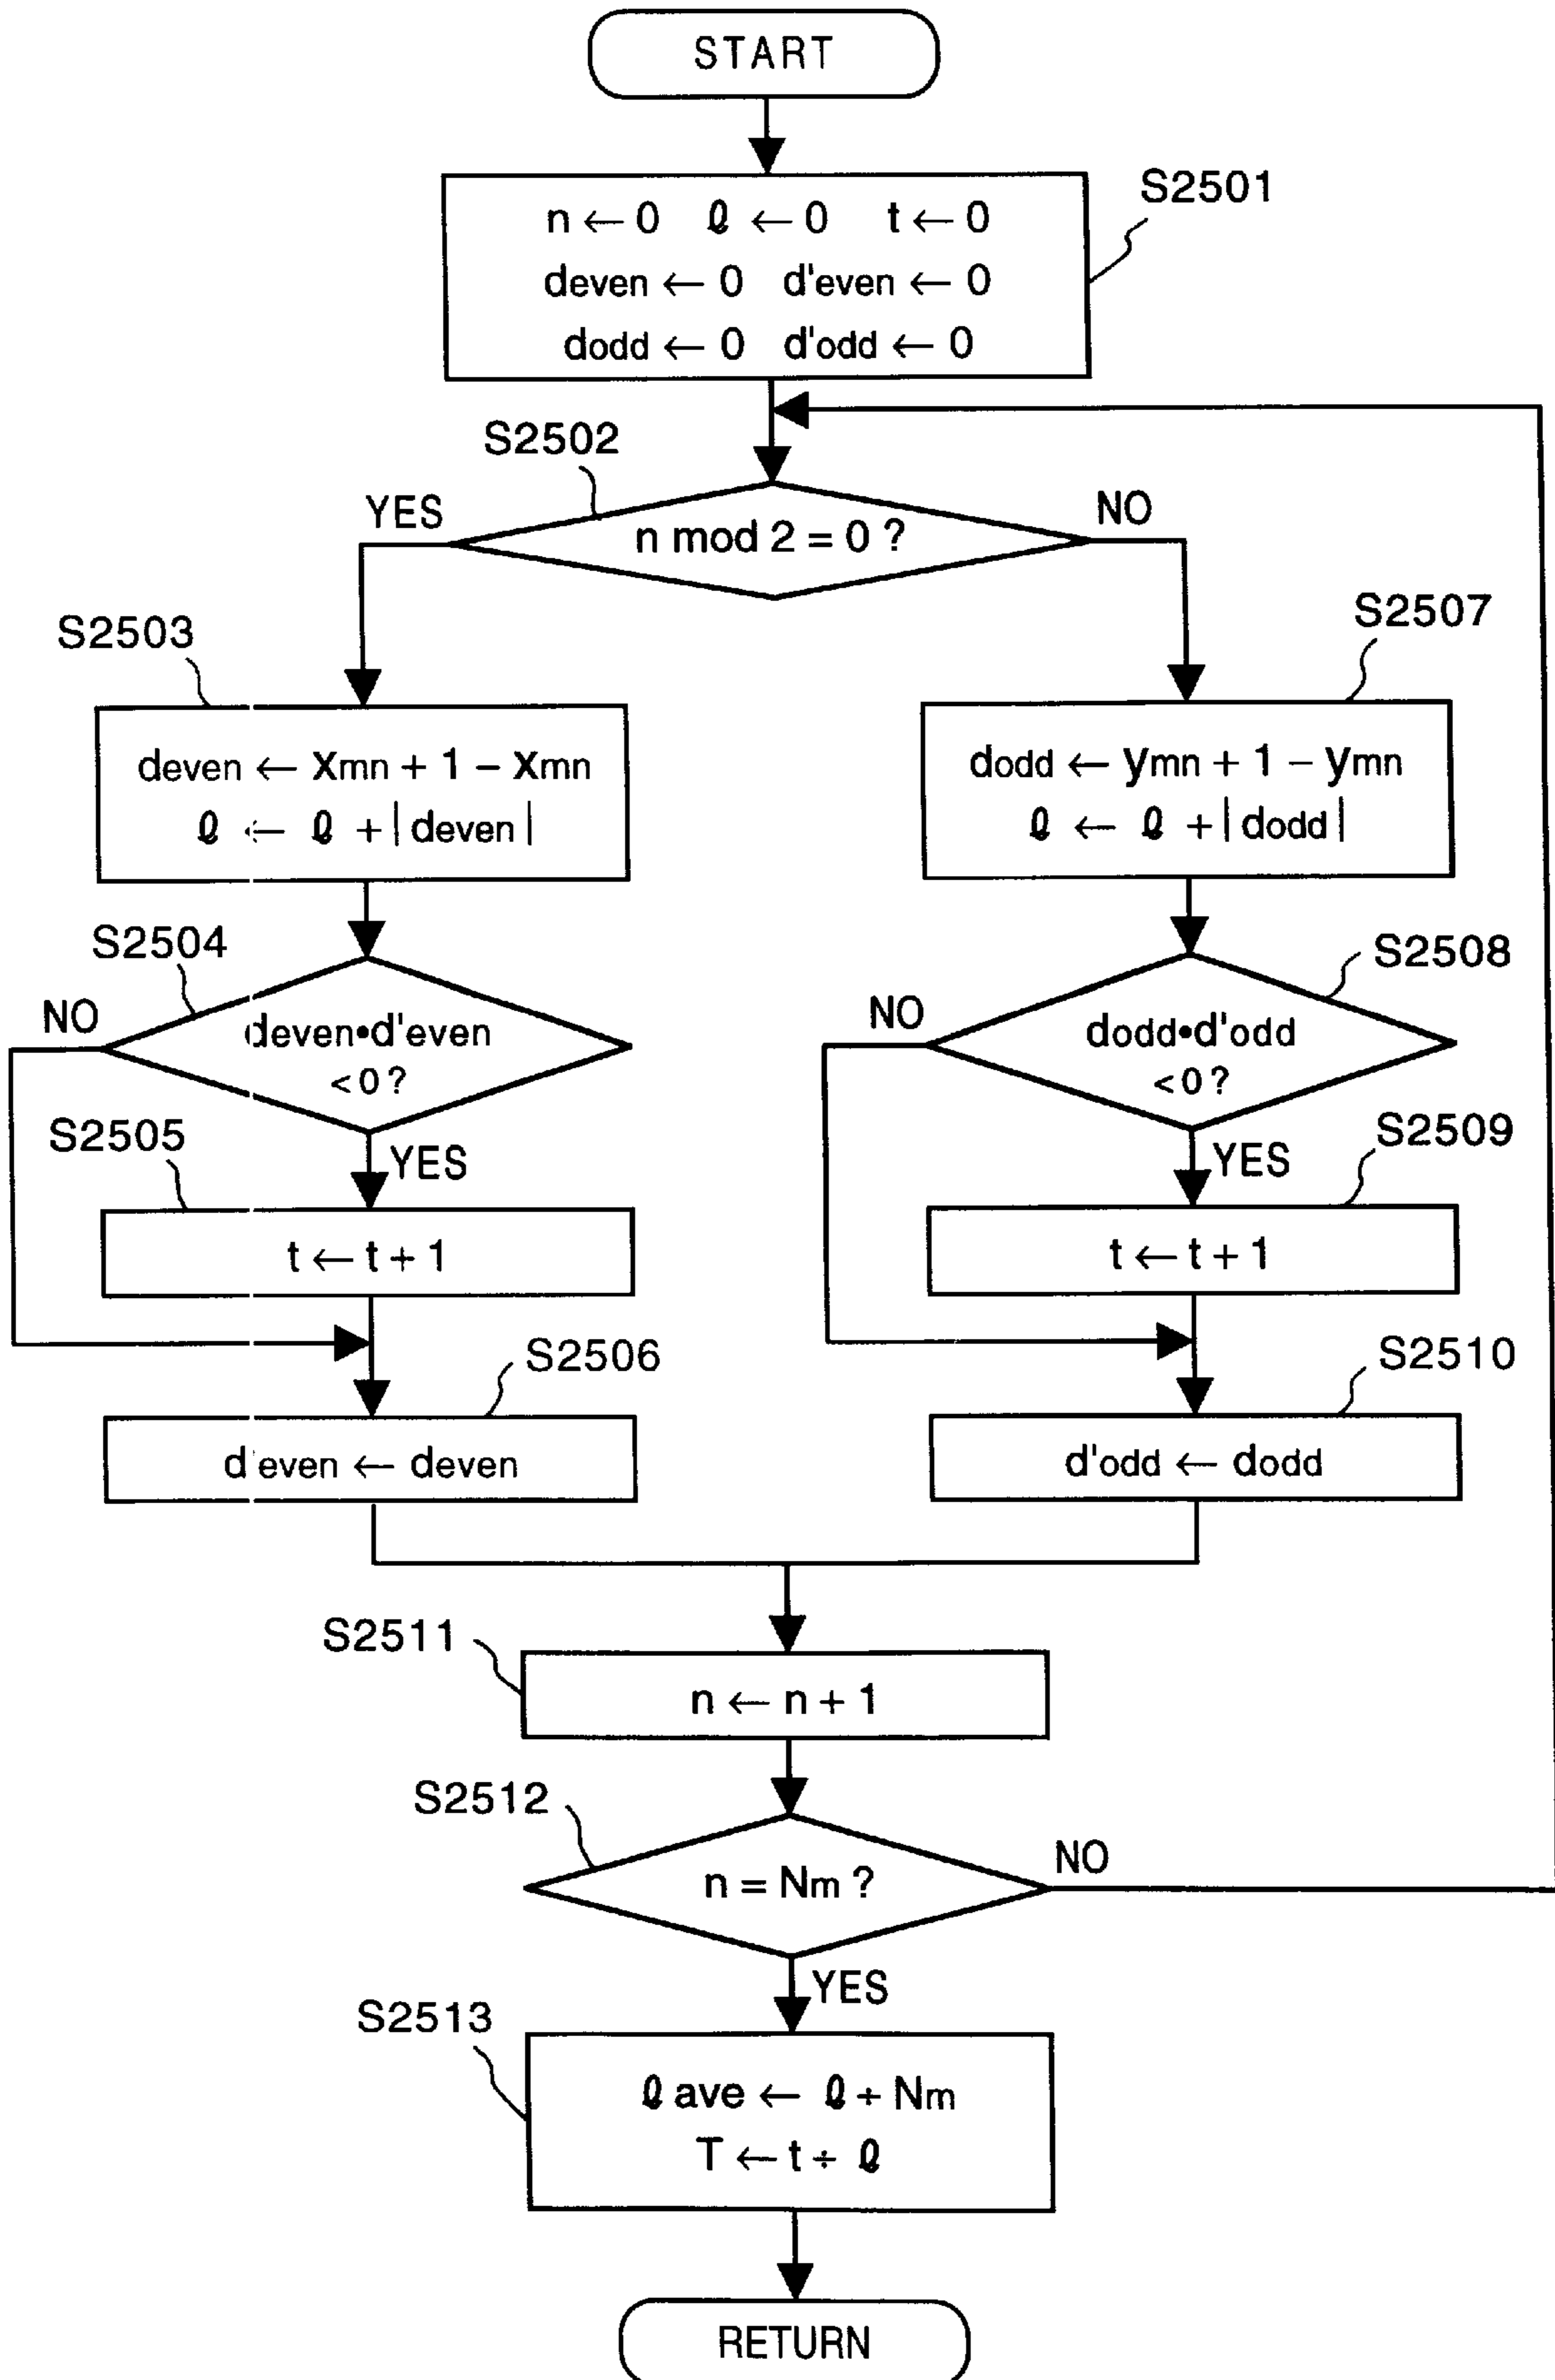 START
S2501
n ← 0 ℓ ← 0 t ← 0
deven ← 0 d'even ← 0
dodd ← 0 d'odd ← 0
S2502
YES
NO
n mod 2 = 0 ?
S2503
S2507
deven ← xmn + 1 – xmn
ℓ ← ℓ + | deven |
dodd ← ymn + 1 – ymn
ℓ ← ℓ + | dodd |
S2504
S2508
NO
deven•d'even
< 0 ?
NO
dodd•d'odd
< 0 ?
S2505
YES
S2509
YES
t ← t + 1
t ← t + 1
S2506
S2510
d'even ← deven
d'odd ← dodd
S2511
n ← n + 1
S2512
NO
n = Nm ?
YES
S2513
ℓ ave ← ℓ ÷ Nm
T ← t ÷ ℓ
RETURN